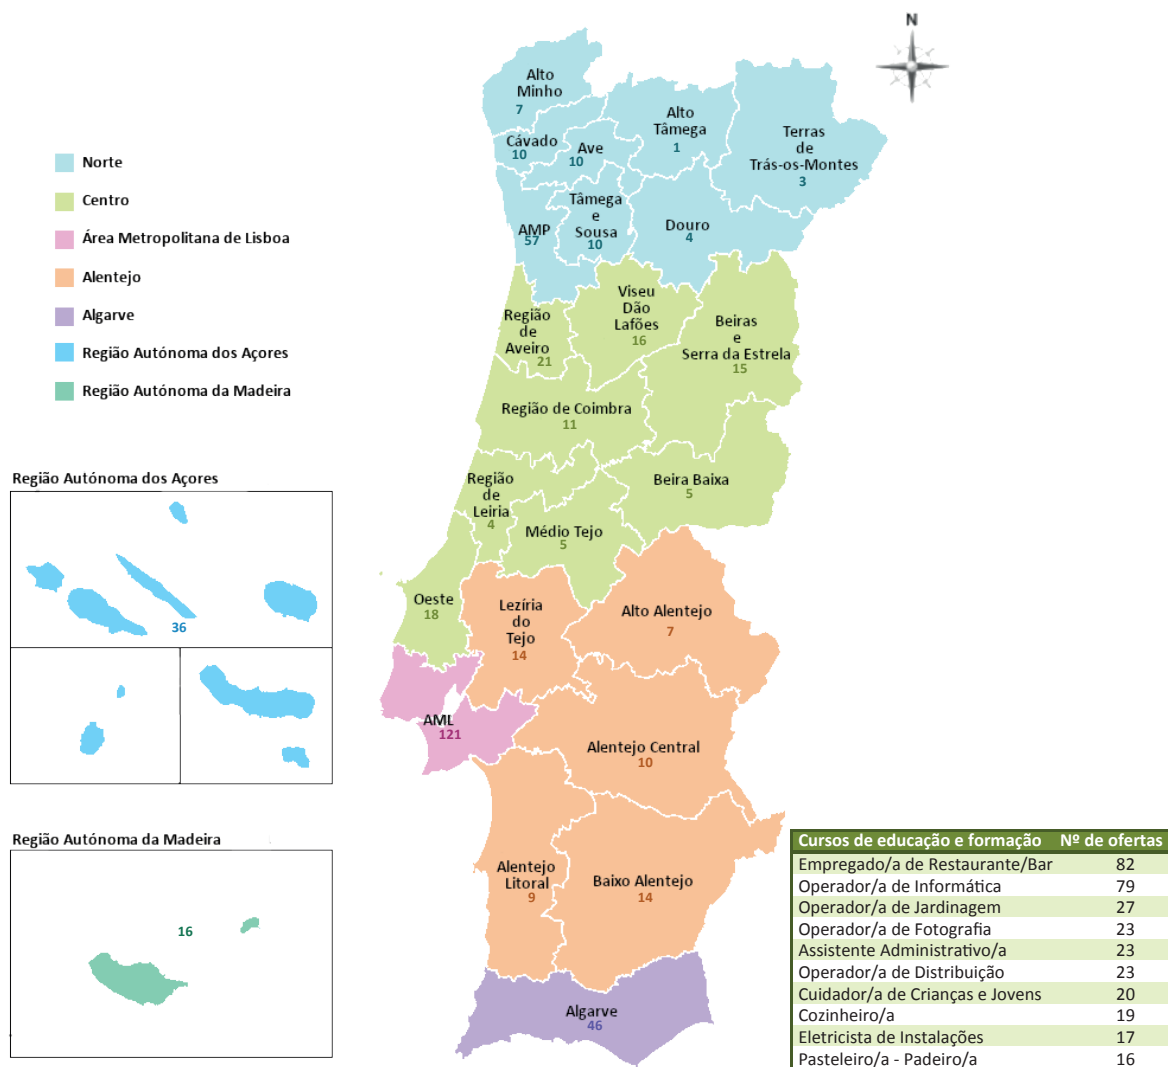 N
Alto
Minho
7
Cávado
10
Ave
10
Alto
Tâmega
1
Terras
de
Trás-os-Montes
3
AMP
57
Tâmega
e
Sousa
10
Douro
4
Norte
Centro
Área Metropolitana de Lisboa
Alentejo
Algarve
Região Autónoma dos Açores
Região Autónoma da Madeira
Região
de
Aveiro
21
Viseu
Dão
Lafões
16
Beiras
e
Serra da Estrela
15
Região de Coimbra
11
Região
de
Leiria
4
Beira Baixa
5
Médio Tejo
5
Oeste
18
Lezíria
do
Tejo
14
Alto Alentejo
7
AML
121
Alentejo Central
10
Alentejo
Litoral
9
Baixo Alentejo
14
Algarve
46
Região Autónoma dos Açores
36
Região Autónoma da Madeira
16
Cursos de educação e formação Nº de ofertas
Empregado/a de Restaurante/Bar 82
Operador/a de Informática 79
Operador/a de Jardinagem 27
Operador/a de Fotografia 23
Assistente Administrativo/a 23
Operador/a de Distribuição 23
Cuidador/a de Crianças e Jovens 20
Cozinheiro/a 19
Eletricista de Instalações 17
Pasteleiro/a - Padeiro/a 16